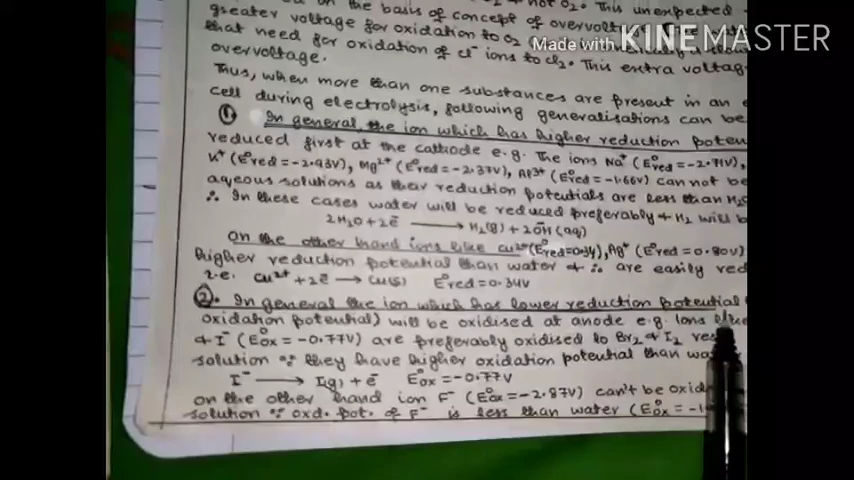 on the basis of concept of overvolt
greater voltage for oxidation to O2
that need for oxidation of Cl- ions to Cl2. This extra voltage
overvoltage.
Made with KINEMASTER
Thus, when more than one substances are present in an e
cell during electrolysis, following generalisations can be
① In general, the ion which has higher reduction poten
reduced first at the cathode e.g. The ions Na+ (E°red = -2.71V),
K+ (E°red = -2.93V), Mg2+ (E°red = -2.37V), Al3+ (E°red = -1.66V) can not be
aqueous solutions as their reduction potentials are less than H2O
∴ In these cases water will be reduced preferably & H2 will b
2H2O + 2e- → H2(g) + 2OH- (aq)
On the other hand ions like Cu2+ (E°red = 0.34), Ag+ (E°red = 0.80V)
higher reduction potential than water & ∴ are easily red
i.e. Cu2+ + 2e- → Cu(s) E°red = 0.34V
②. In general the ion which has lower reduction potential
oxidation potential) will be oxidised at anode e.g. Ions like
& I- (E°ox = -0.77V) are preferably oxidised to Br2 & I2 res
solution ∵ they have higher oxidation potential than wa
I- → I(g) + e- E°ox = -0.77V
on the other hand ion F- (E°ox = -2.87V) can't be oxid
solution ∵ oxd. pot. of F- is less than water (E°ox = -1